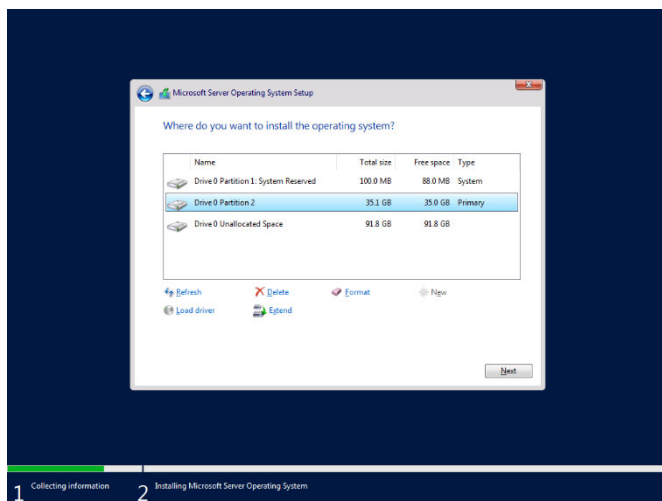 Microsoft Server Operating System Setup
Where do you want to install the operating system?
Name Total size Free space Type
Drive 0 Partition 1: System Reserved 100.0 MB 88.0 MB System
Drive 0 Partition 2 35.1 GB 35.0 GB Primary
Drive 0 Unallocated Space 91.8 GB 91.8 GB
Refresh Delete Format New
Load driver Extend
Next
1 Collecting information 2 Installing Microsoft Server Operating System